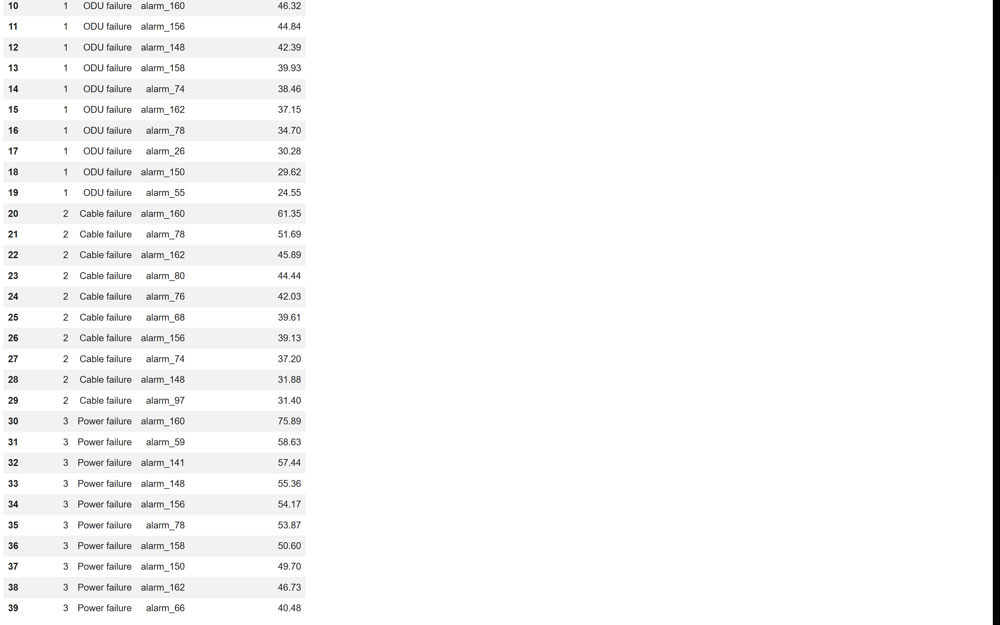 10 1 ODU failure alarm_160 46.32
11 1 ODU failure alarm_156 44.84
12 1 ODU failure alarm_148 42.39
13 1 ODU failure alarm_158 39.93
14 1 ODU failure alarm_74 38.46
15 1 ODU failure alarm_162 37.15
16 1 ODU failure alarm_78 34.70
17 1 ODU failure alarm_26 30.28
18 1 ODU failure alarm_150 29.62
19 1 ODU failure alarm_55 24.55
20 2 Cable failure alarm_160 61.35
21 2 Cable failure alarm_78 51.69
22 2 Cable failure alarm_162 45.89
23 2 Cable failure alarm_80 44.44
24 2 Cable failure alarm_76 42.03
25 2 Cable failure alarm_68 39.61
26 2 Cable failure alarm_156 39.13
27 2 Cable failure alarm_74 37.20
28 2 Cable failure alarm_148 31.88
29 2 Cable failure alarm_97 31.40
30 3 Power failure alarm_160 75.89
31 3 Power failure alarm_59 58.63
32 3 Power failure alarm_141 57.44
33 3 Power failure alarm_148 55.36
34 3 Power failure alarm_156 54.17
35 3 Power failure alarm_78 53.87
36 3 Power failure alarm_158 50.60
37 3 Power failure alarm_150 49.70
38 3 Power failure alarm_162 46.73
39 3 Power failure alarm_66 40.48